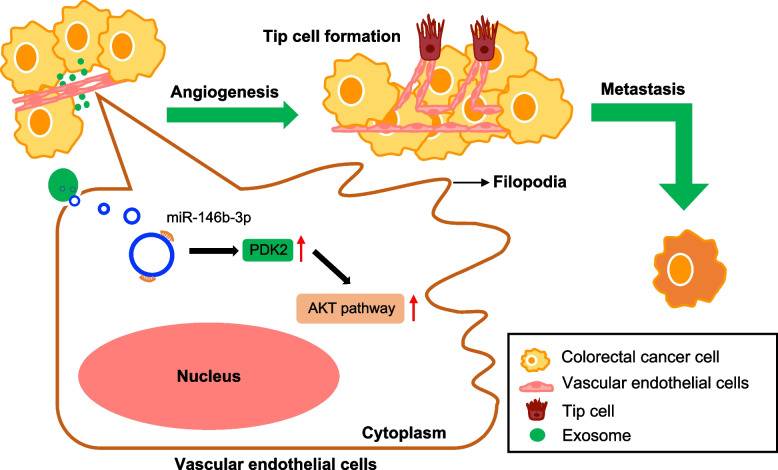 Tip cell formation
Angiogenesis
Metastasis
Filopodia
miR-146b-3p
PDK2
AKT pathway
Nucleus
Cytoplasm
Vascular endothelial cells
Colorectal cancer cell
Vascular endothelial cells
Tip cell
Exosome